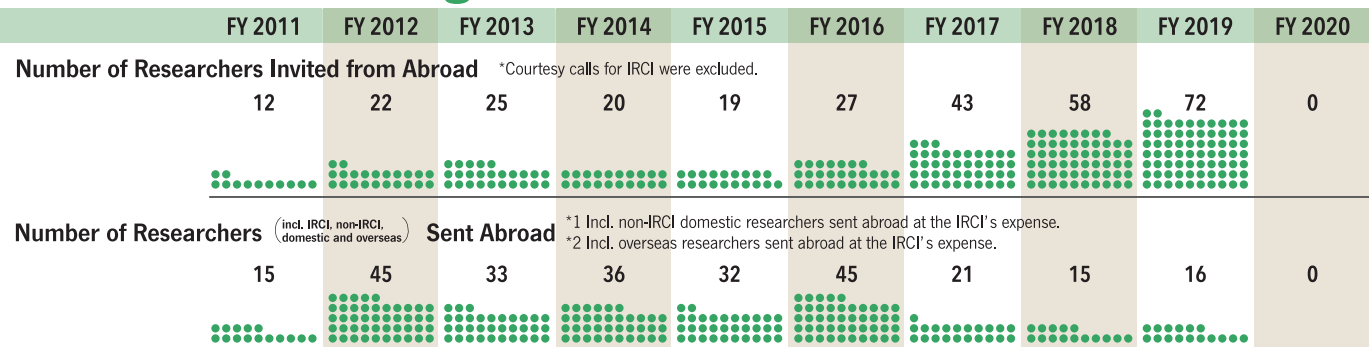 FY 2011 FY 2012 FY 2013 FY 2014 FY 2015 FY 2016 FY 2017 FY 2018 FY 2019 FY 2020
Number of Researchers Invited from Abroad *Courtesy calls for IRCI were excluded.
12 22 25 20 19 27 43 58 72 0
Number of Researchers (incl. IRCI, non-IRCI, domestic and overseas) Sent Abroad *1 Incl. non-IRCI domestic researchers sent abroad at the IRCI's expense.
*2 Incl. overseas researchers sent abroad at the IRCI's expense.
15 45 33 36 32 45 21 15 16 0